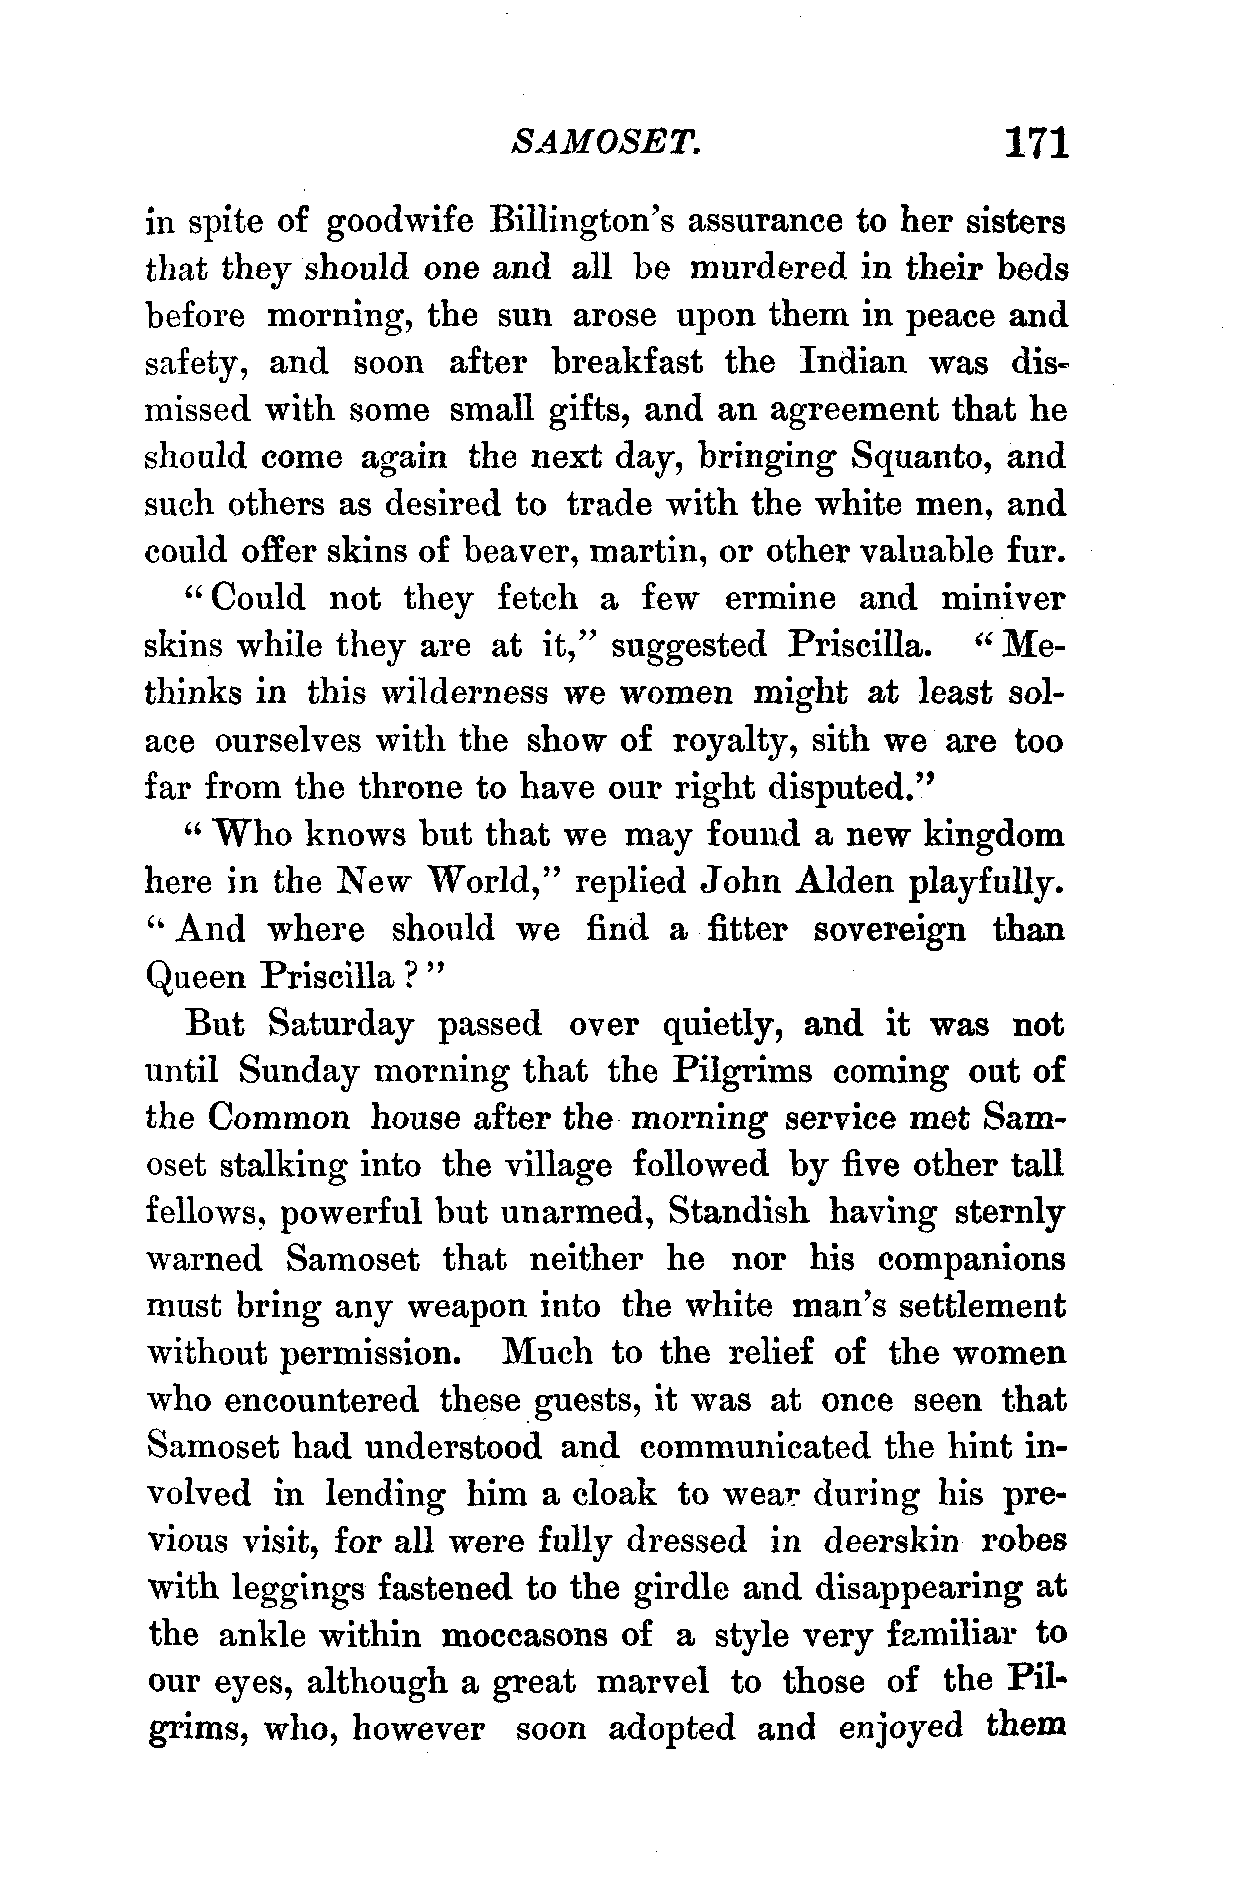 SAMOSET. 171
in spite of goodwife Billington's assurance to her sisters
that they should one and all be murdered in their beds
before morning, the sun arose upon them in peace and
safety, and soon after breakfast the Indian was dis-
missed with some small gifts, and an agreement that he
should come again the next day, bringing Squanto, and
such others as desired to trade with the white men, and
could offer skins of beaver, martin, or other valuable fur.
"Could not they fetch a few ermine and miniver
skins while they are at it," suggested Priscilla. "Me-
thinks in this wilderness we women might at least sol-
ace ourselves with the show of royalty, sith we are too
far from the throne to have our right disputed."
"Who knows but that we may found a new kingdom
here in the New World," replied John Alden playfully.
"And where should we find a fitter sovereign than
Queen Priscilla?"
But Saturday passed over quietly, and it was not
until Sunday morning that the Pilgrims coming out of
the Common house after the morning service met Sam-
oset stalking into the village followed by five other tall
fellows, powerful but unarmed, Standish having sternly
warned Samoset that neither he nor his companions
must bring any weapon into the white man's settlement
without permission. Much to the relief of the women
who encountered these guests, it was at once seen that
Samoset had understood and communicated the hint in-
volved in lending him a cloak to wear during his pre-
vious visit, for all were fully dressed in deerskin robes
with leggings fastened to the girdle and disappearing at
the ankle within moccasons of a style very familiar to
our eyes, although a great marvel to those of the Pil-
grims, who, however soon adopted and enjoyed them